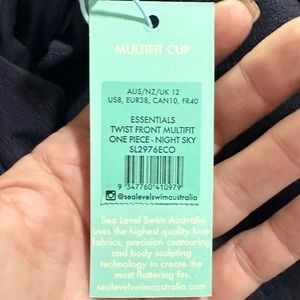 MULTIFIT CUP
AUS/NZ/UK 12
US8, EUR38, CAN10, FR40
ESSENTIALS
TWIST FRONT MULTIFIT
ONE PIECE - NIGHT SKY
SL2976ECO
9 347760 410979
@sealevelswimaustralia
Sea Level Swim Australia
uses the highest quality luxe
fabrics, precision contouring
and body sculpting
technology to create the
most flattering fits.
sealevelswimaustralia.com